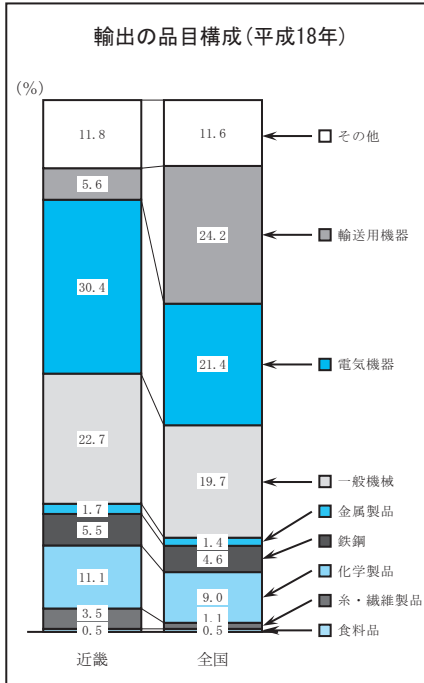 輸出の品目構成(平成18年)
(%)
11.8
11.6
その他
5.6
24.2
輸送用機器
30.4
21.4
電気機器
22.7
19.7
一般機械
1.7
1.4
金属製品
5.5
4.6
鉄鋼
11.1
9.0
化学製品
3.5
1.1
糸・繊維製品
0.5
0.5
食料品
近畿
全国